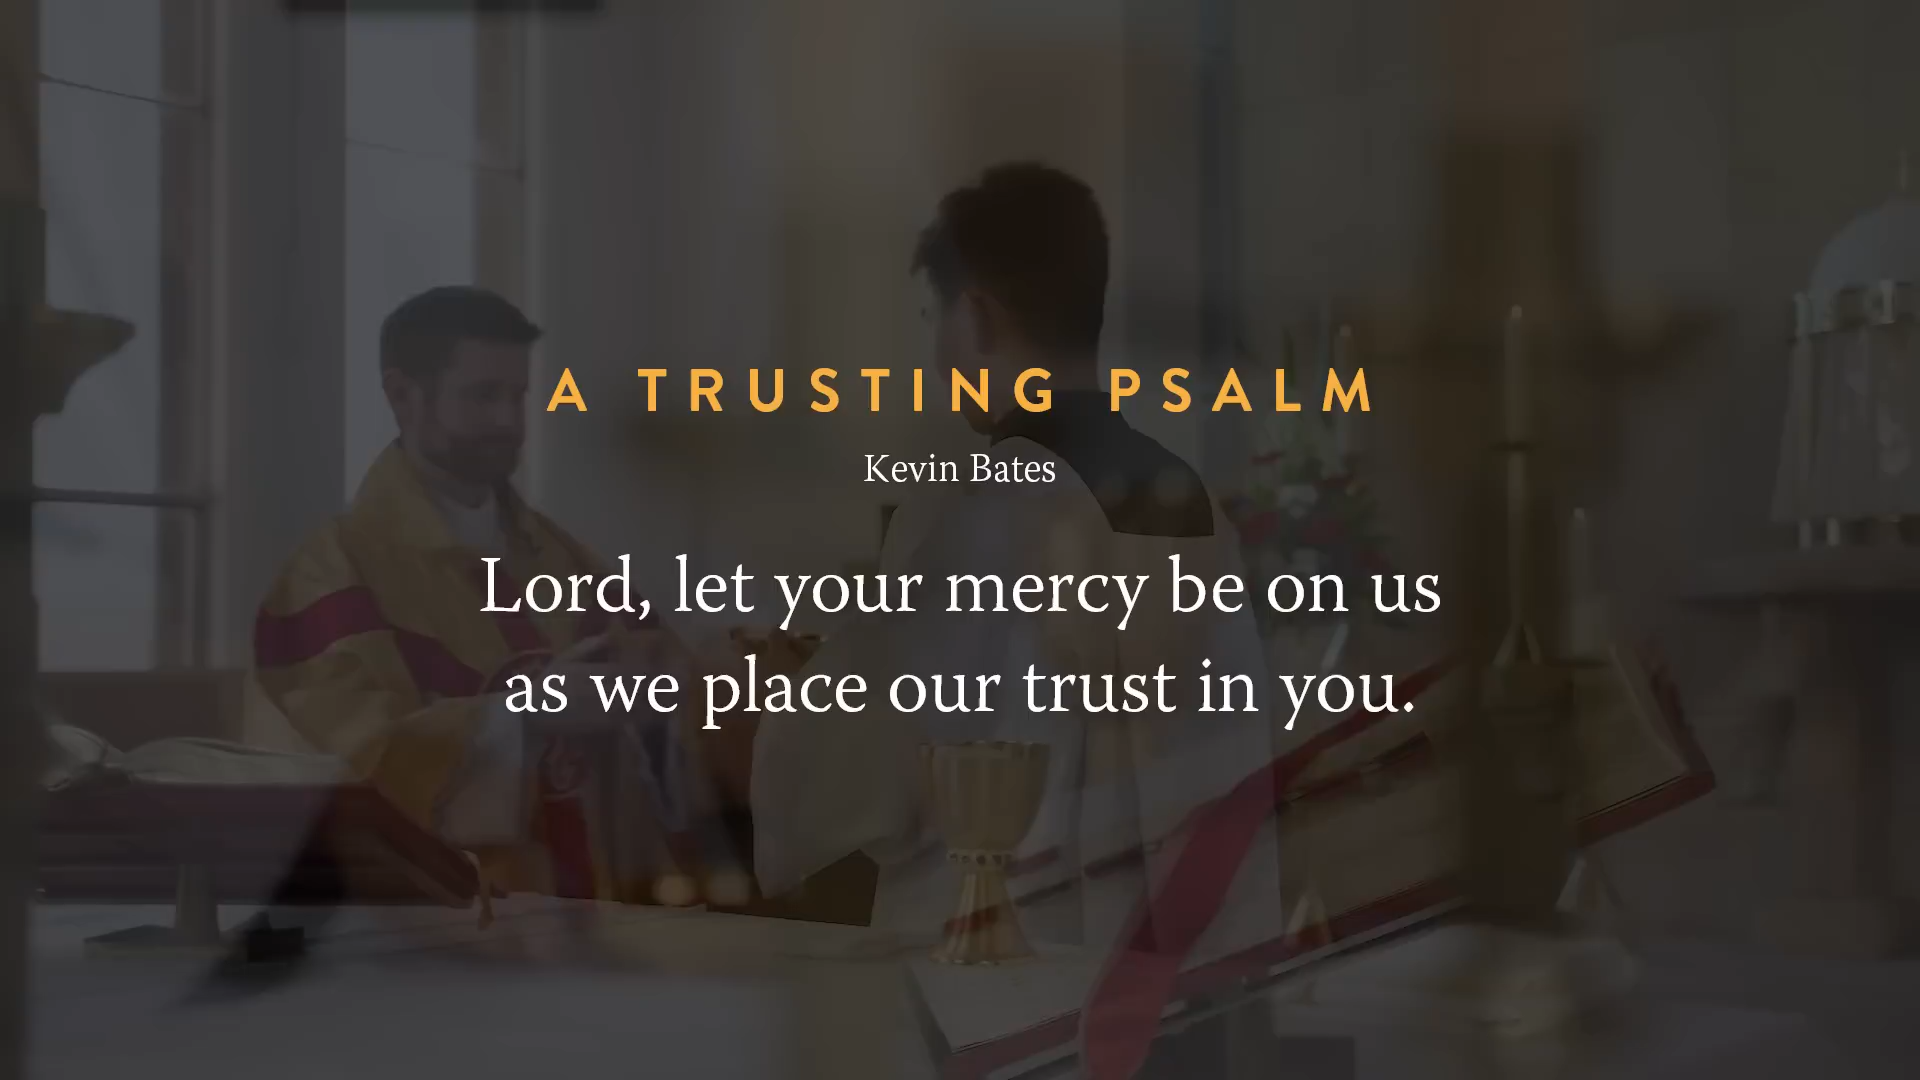 A TRUSTING PSALM
Kevin Bates
Lord, let your mercy be on us
as we place our trust in you.